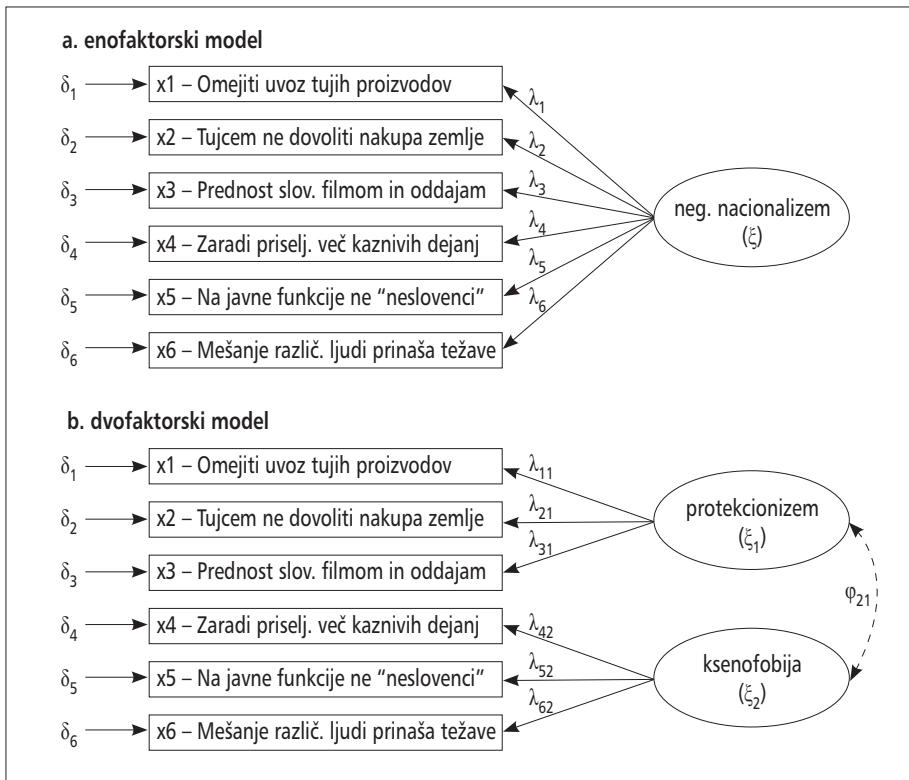 a. enofaktorski model
δ1 x1 – Omejiti uvoz tujih proizvodov λ1
δ2 x2 – Tujcem ne dovoliti nakupa zemlje λ2
δ3 x3 – Prednost slov. filmom in oddajam λ3
neg. nacionalizem
(ξ)
δ4 x4 – Zaradi priselj. več kaznivih dejanj λ4
δ5 x5 – Na javne funkcije ne “neslovenci” λ5
δ6 x6 – Mešanje različ. ljudi prinaša težave λ6
b. dvofaktorski model
δ1 x1 – Omejiti uvoz tujih proizvodov λ11
δ2 x2 – Tujcem ne dovoliti nakupa zemlje λ21
protekcionizem
(ξ1)
δ3 x3 – Prednost slov. filmom in oddajam λ31
φ21
δ4 x4 – Zaradi priselj. več kaznivih dejanj λ42
δ5 x5 – Na javne funkcije ne “neslovenci” λ52
ksenofobija
(ξ2)
δ6 x6 – Mešanje različ. ljudi prinaša težave λ62